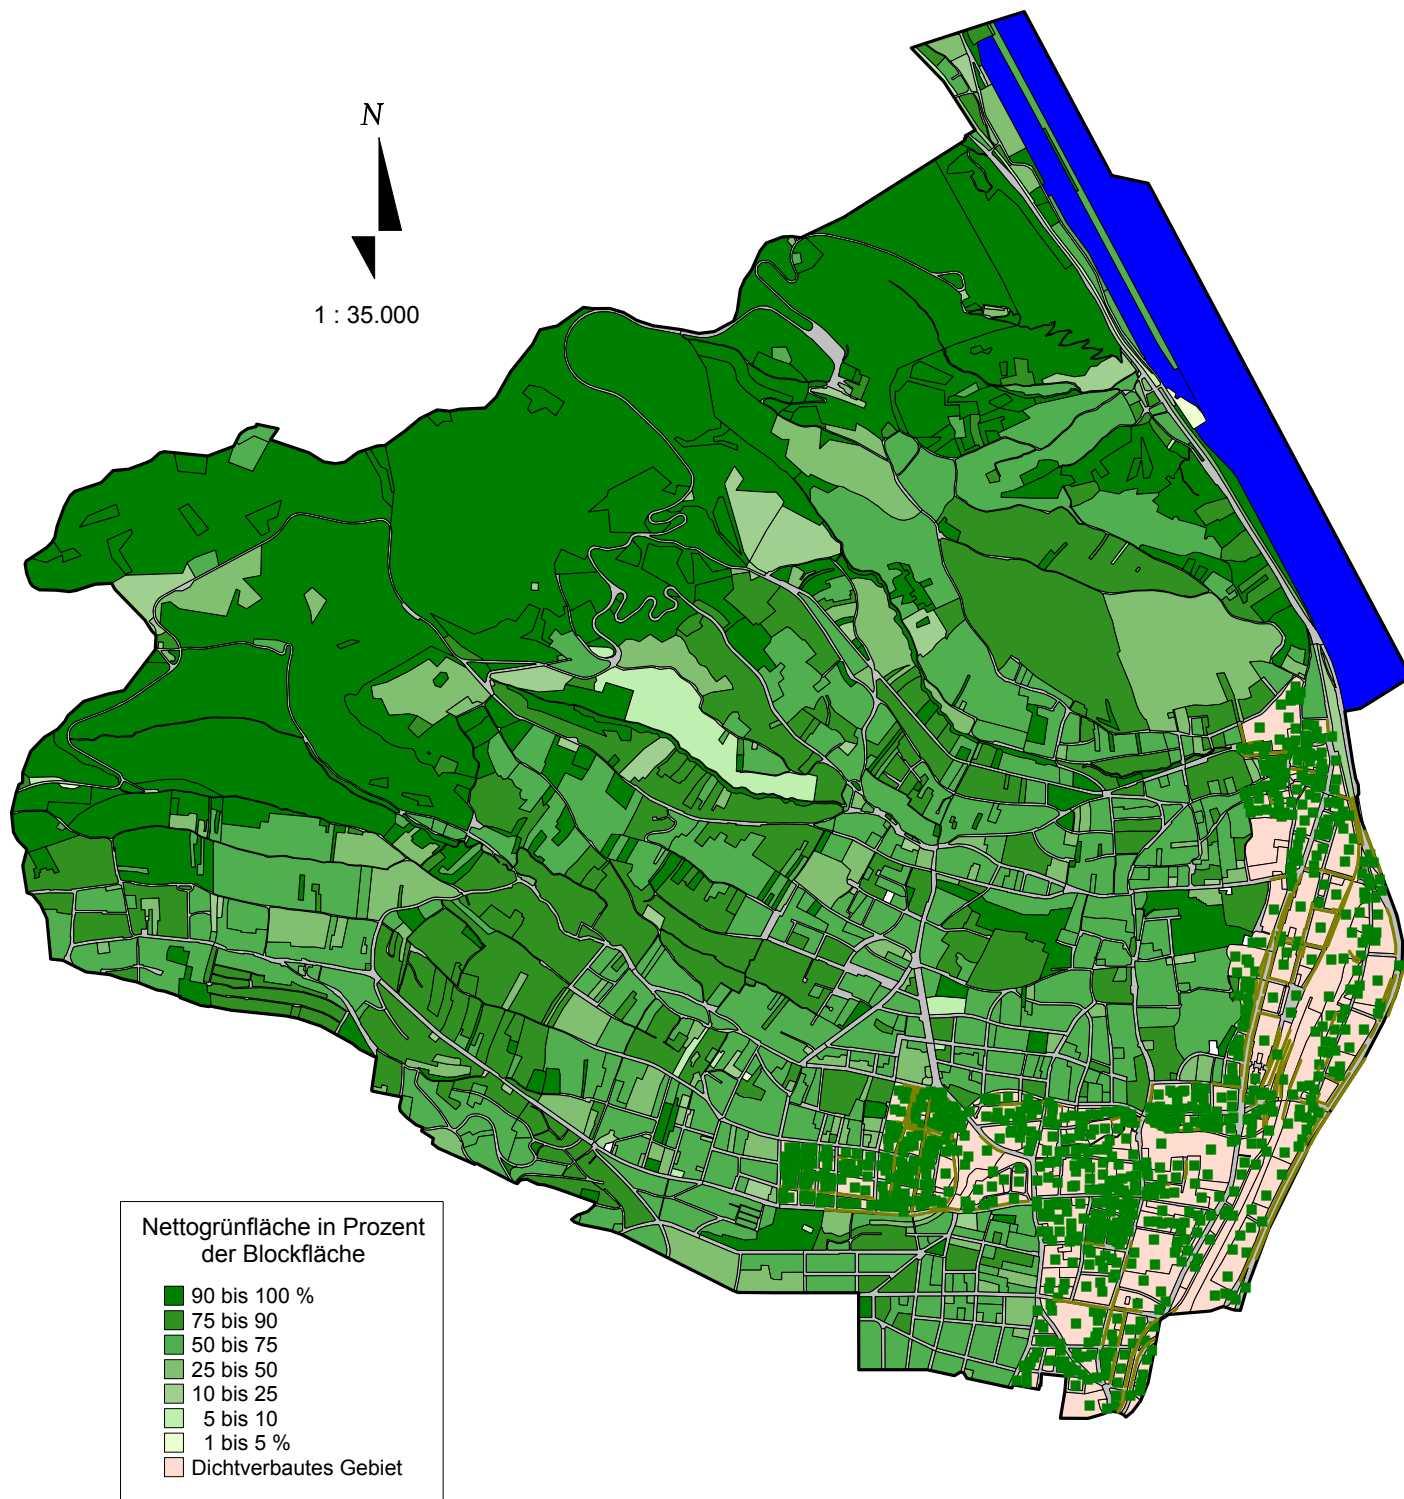 N
1 : 35.000
Nettogrünfläche in Prozent
der Blockfläche
90 bis 100 %
75 bis 90
50 bis 75
25 bis 50
10 bis 25
5 bis 10
1 bis 5 %
Dichtverbautes Gebiet